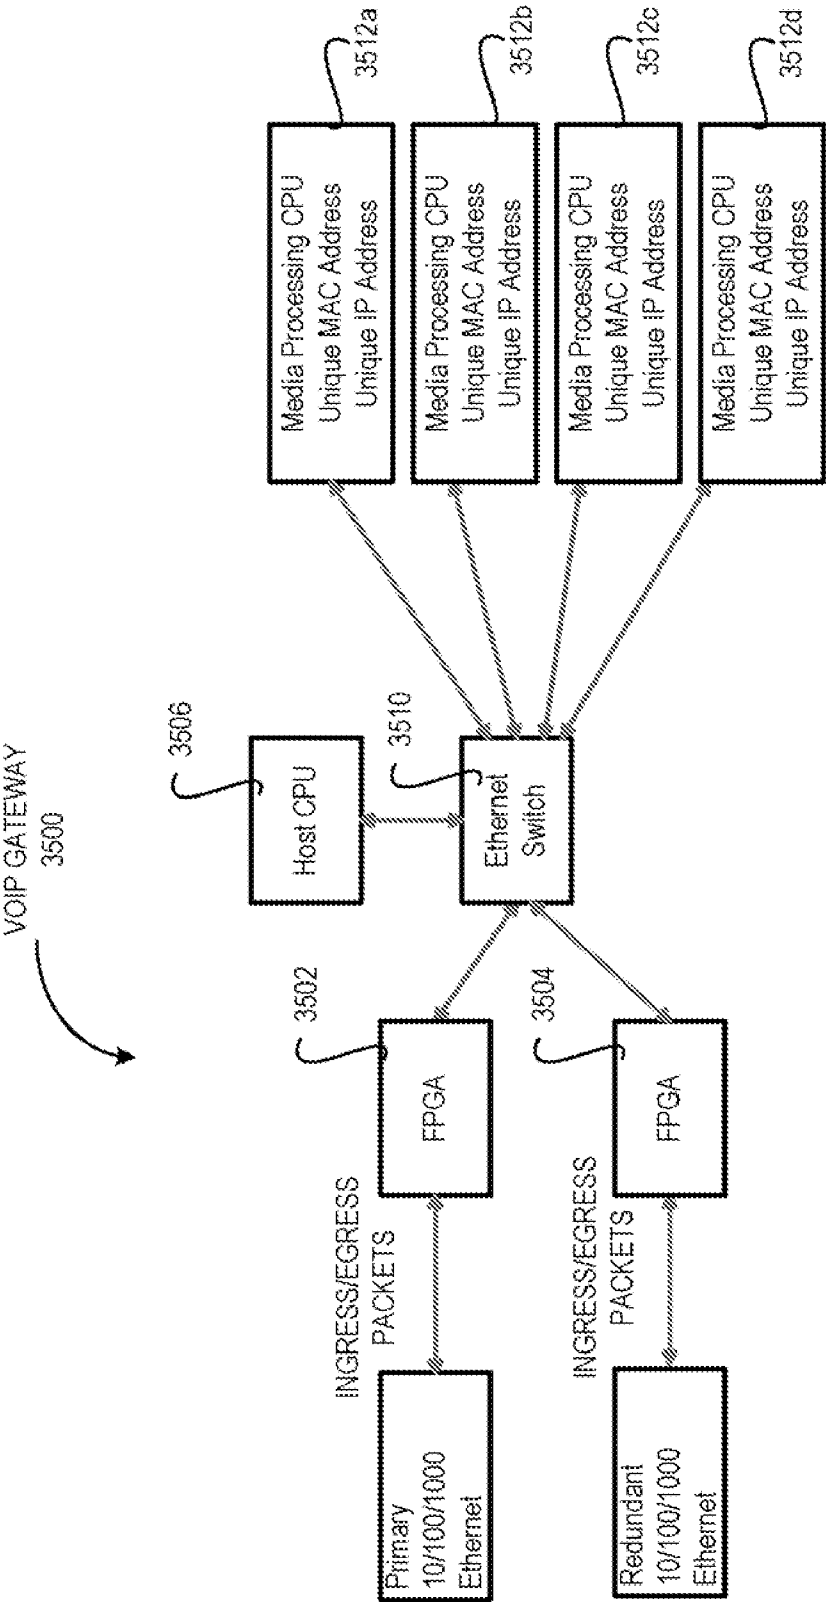 VOIP GATEWAY
3500
Primary
10/100/1000
Ethernet
INGRESS/EGRESS
PACKETS
FPGA
3502
Redundant
10/100/1000
Ethernet
INGRESS/EGRESS
PACKETS
FPGA
3504
Host CPU
3506
Ethernet
Switch
3510
Media Processing CPU
Unique MAC Address
Unique IP Address
3512a
Media Processing CPU
Unique MAC Address
Unique IP Address
3512b
Media Processing CPU
Unique MAC Address
Unique IP Address
3512c
Media Processing CPU
Unique MAC Address
Unique IP Address
3512d